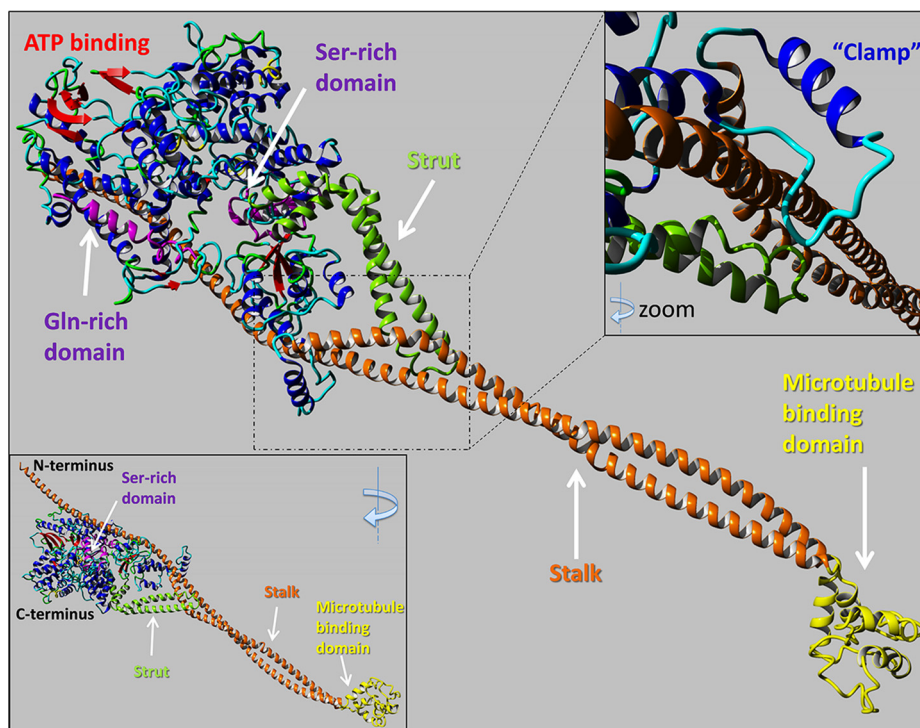 ATP binding
Ser-rich
domain
Strut
Gln-rich
domain
"Clamp"
zoom
Microtubule
binding
domain
Stalk
N-terminus
Ser-rich
domain
C-terminus
Strut
Stalk
Microtubule
binding
domain